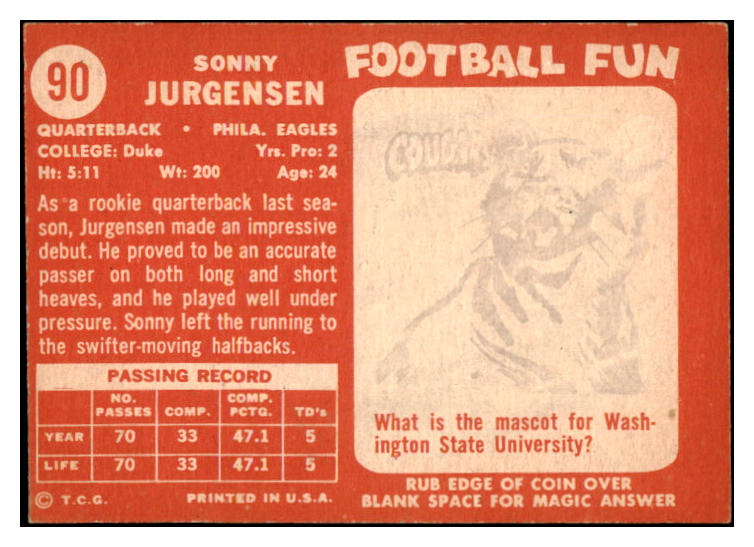 90
SONNY
JURGENSEN
QUARTERBACK • PHILA. EAGLES
COLLEGE: Duke Yrs. Pro: 2
Ht: 5:11 Wt: 200 Age: 24
As a rookie quarterback last sea-
son, Jurgensen made an impressive
debut. He proved to be an accurate
passer on both long and short
heaves, and he played well under
pressure. Sonny left the running to
the swifter-moving halfbacks.
PASSING RECORD
NO. PASSES COMP. COMP. PCTG. TD's
YEAR 70 33 47.1 5
LIFE 70 33 47.1 5
© T.C.G. PRINTED IN U.S.A.
FOOTBALL FUN
COUGAR
What is the mascot for Wash-
ington State University?
RUB EDGE OF COIN OVER
BLANK SPACE FOR MAGIC ANSWER